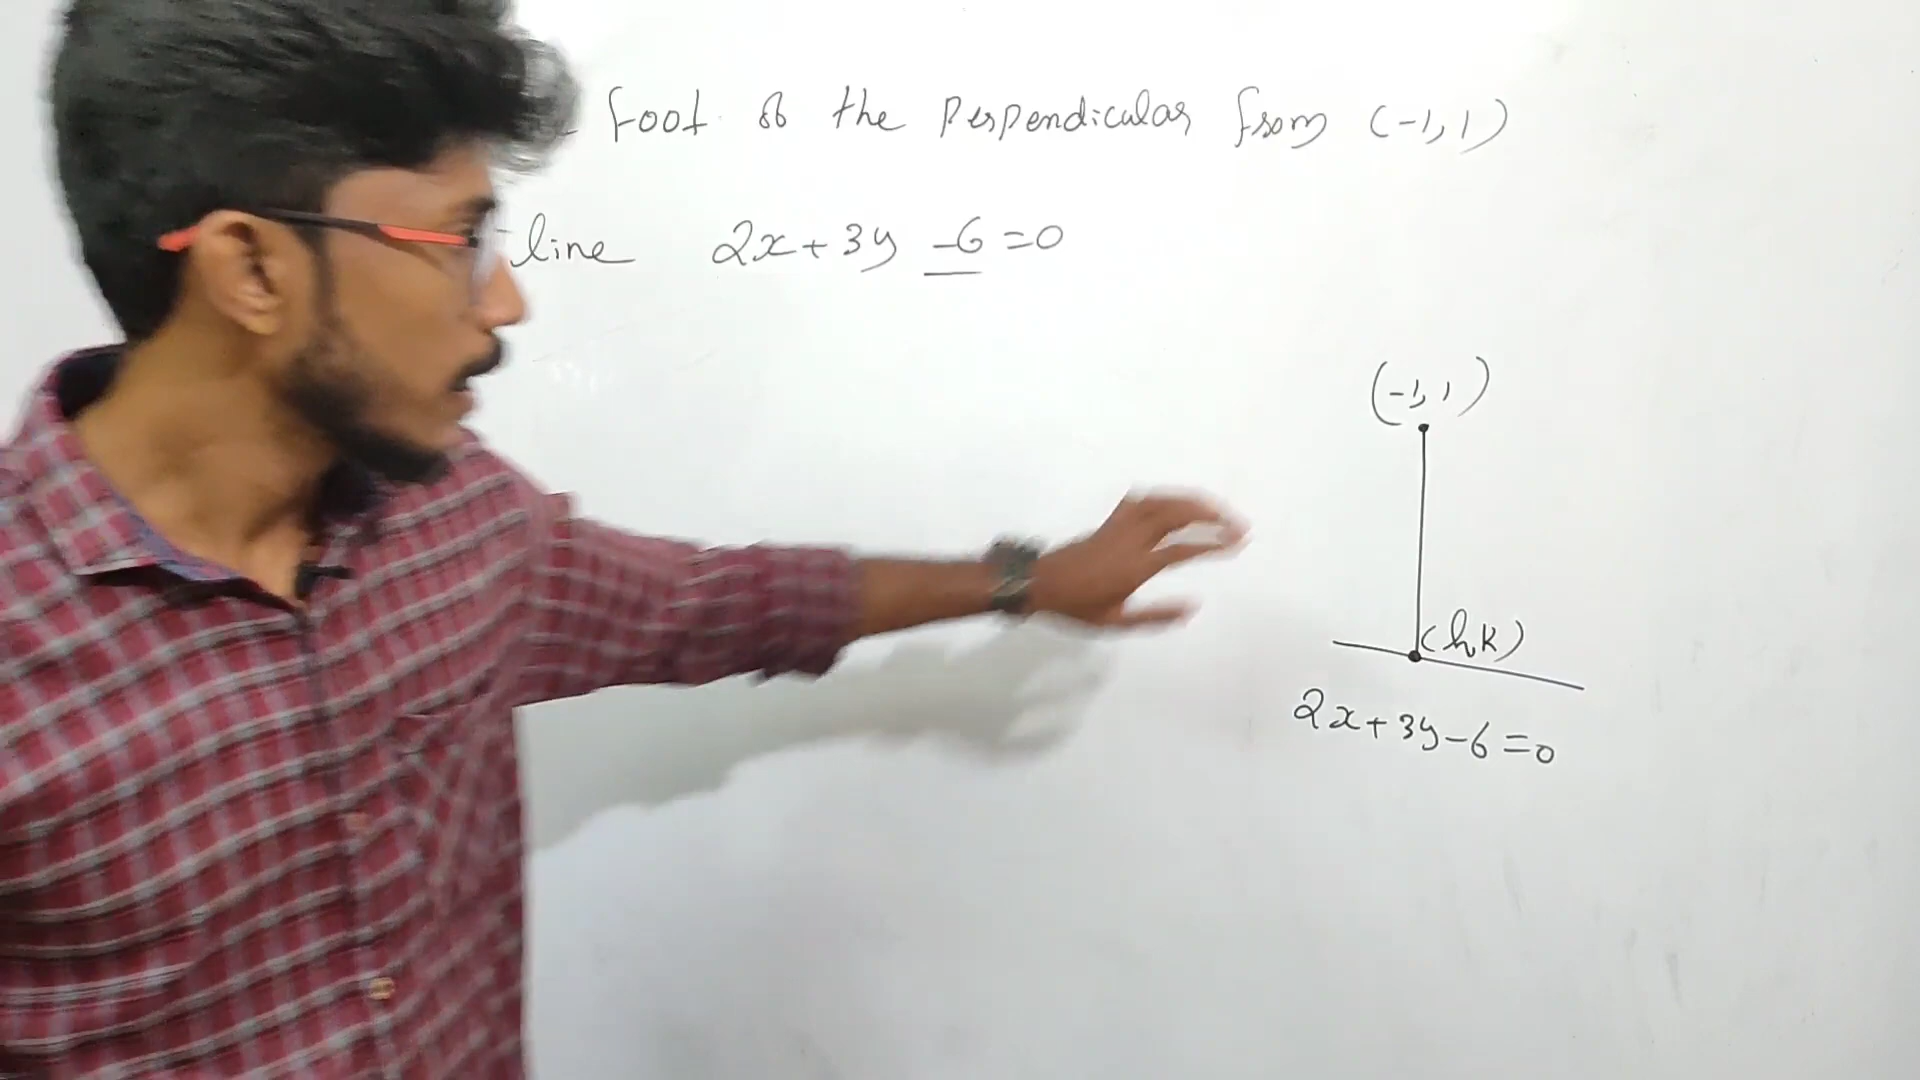 Foot of the perpendicular from (-1, 1)
line 2x + 3y - 6 = 0
(-1, 1)
(h k)
2x + 3y - 6 = 0